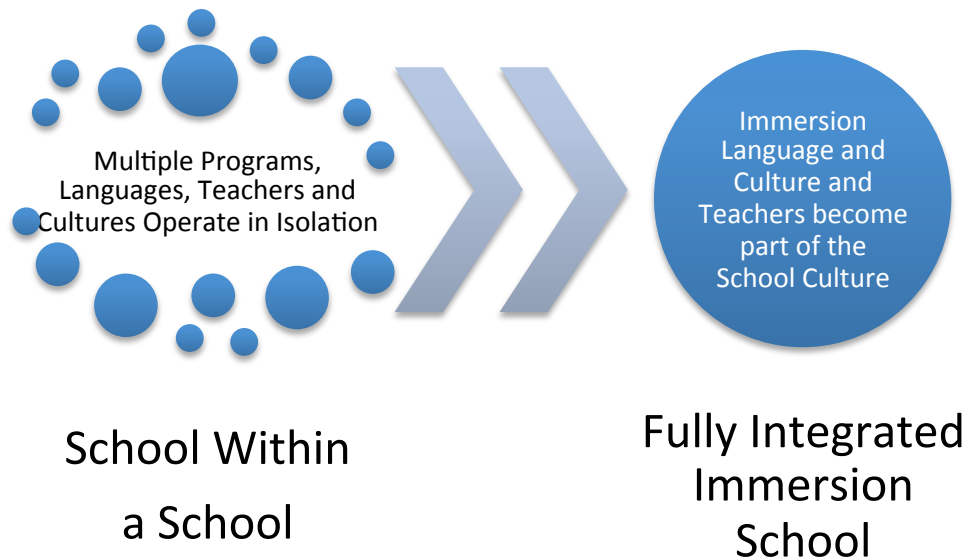 Multiple Programs,
Languages, Teachers and
Cultures Operate in Isolation
Immersion
Language and
Culture and
Teachers become
part of the
School Culture
School Within
a School
Fully Integrated
Immersion
School